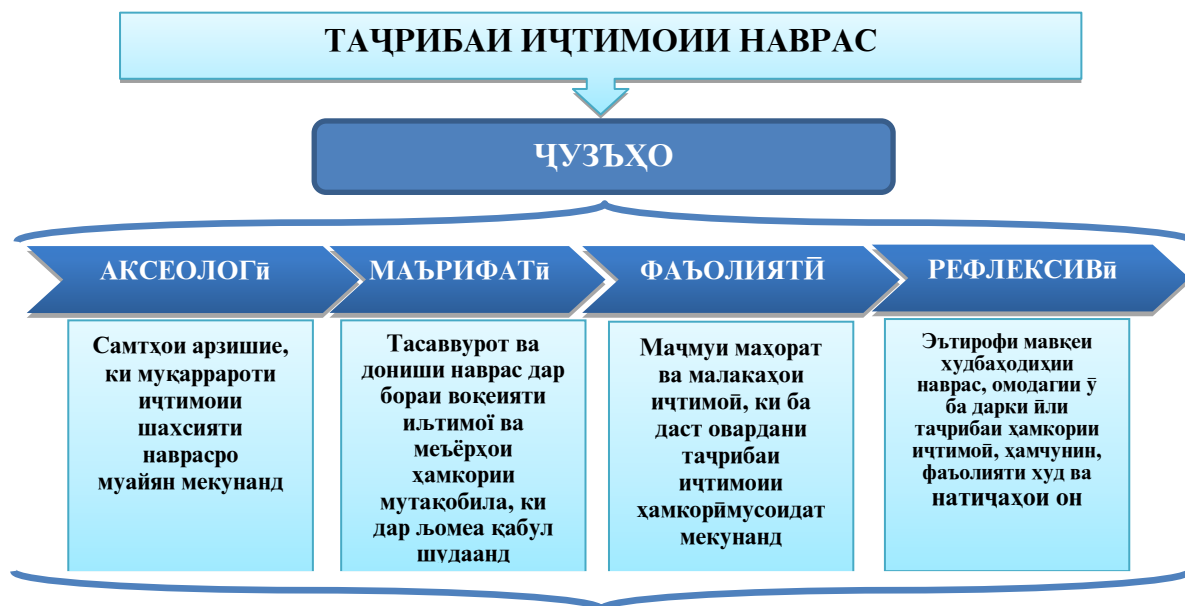 ТАҶРИБАИ ИҶТИМОИИ НАВРАС
ҶУЗЪҲО
АКСЕОЛОГӣ
МАЪРИФАТӣ
ФАЪОЛИЯТӢ
РЕФЛЕКСИВӣ
Самтҳои арзишие,
ки муқаррароти
иҷтимоии
шахсияти
наврасро
муайян мекунанд
Тасаввурот ва
дониши наврас дар
бораи воқеияти
иљтимої ва
меъёрҳои
ҳамкории
мутақобила, ки
дар љомеа қабул
шудаанд
Маҷмуи маҳорат
ва малакаҳои
иҷтимоӣ, ки ба
даст овардани
таҷрибаи
иҷтимоии
ҳамкорӣмусоидат
мекунанд
Эътирофи мавқеи
худбаҳодиҳии
наврас, омодагии ӯ
ба дарки ӣли
таҷрибаи ҳамкории
иҷтимоӣ, ҳамчунин,
фаъолияти худ ва
натиҷаҳои он